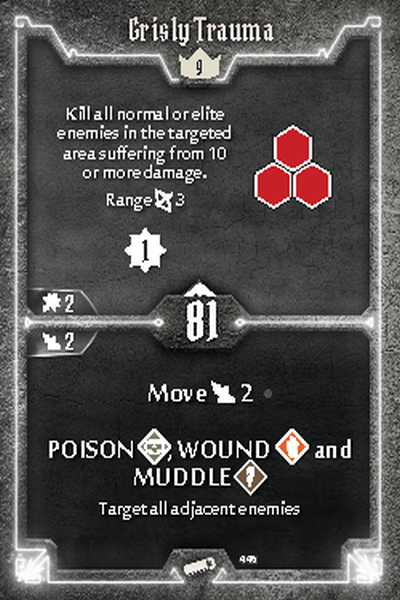 Grisly Trauma
9
Kill all normal or elite
enemies in the targeted
area suffering from 10
or more damage.
Range 3
1
2
81
2
Move 2
POISON, WOUND and
MUDDLE
Target all adjacent enemies